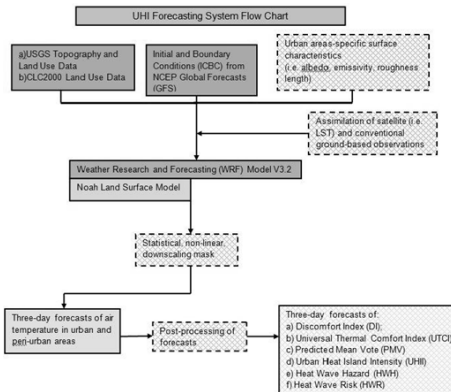 UHI Forecasting System Flow Chart
a)USGS Topography and
Land Use Data
b)CLC2000 Land Use Data
Initial and Boundary
Conditions (ICBC) from
NCEP Global Forecasts
(GFS)
Urban areas-specific surface
characteristics
(i.e. albedo, emissivity, roughness
length)
Assimilation of satellite (i.e.
LST) and conventional
ground-based observations
Weather Research and Forecasting (WRF) Model V3.2
Noah Land Surface Model
Statistical, non-linear,
downscaling mask
Three-day forecasts of air
temperature in urban and
peri-urban areas
Post-processing of
forecasts
Three-day forecasts of:
a) Discomfort Index (DI);
b) Universal Thermal Comfort Index (UTCI)
c) Predicted Mean Vote (PMV)
d) Urban Heat Island Intensity (UHII)
e) Heat Wave Hazard (HWH)
f) Heat Wave Risk (HWR)